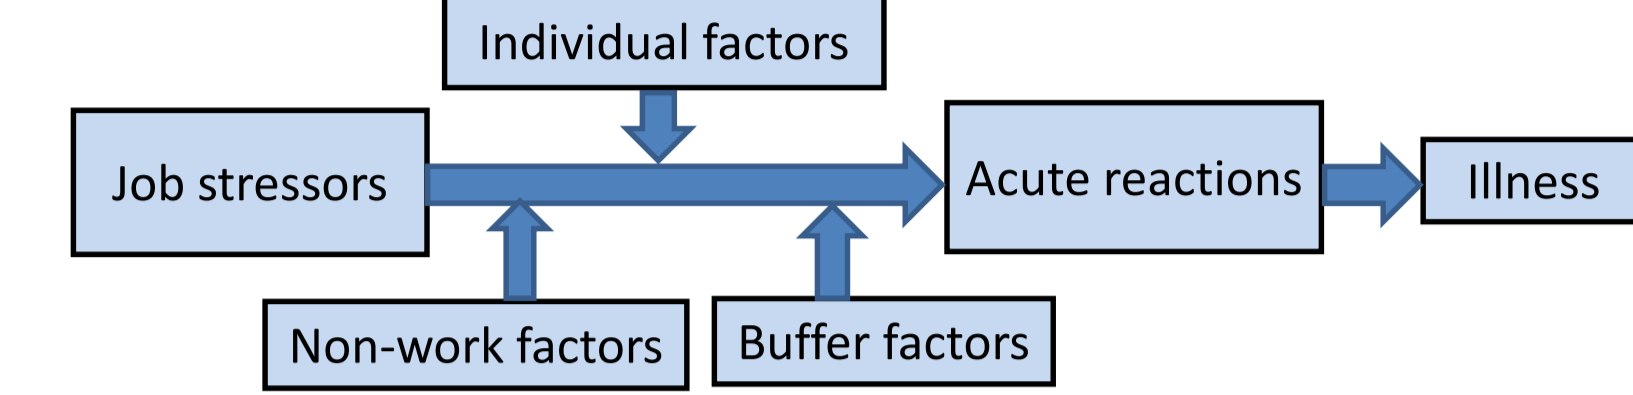 Individual factors
Job stressors
Acute reactions
Illness
Non-work factors
Buffer factors